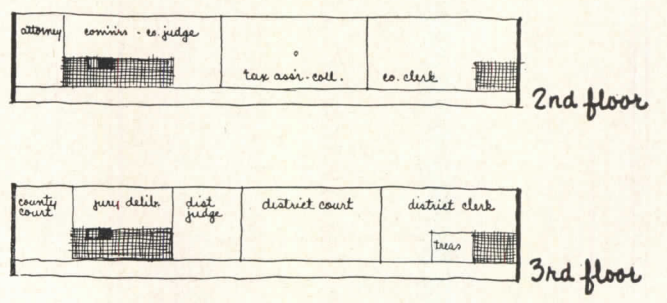 attorney
commrs - co. judge
tax ass'r. coll.
co. clerk
2nd floor
county
court
jury delib
dist
judge
district court
district clerk
treas
3rd floor